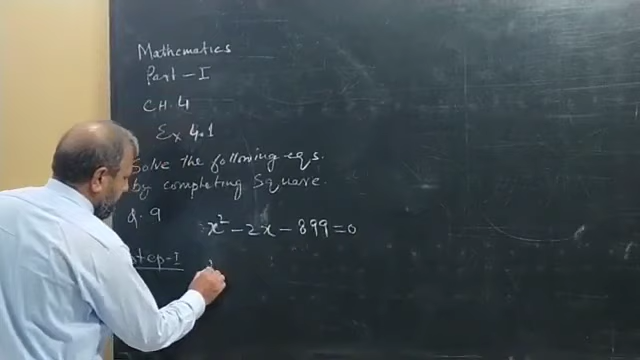 Mathematics
Part - I
CH. 4
Ex 4.1
Solve the following eqs.
by completing Square.
Q. 9
x² - 2x - 899 = 0
Step-I